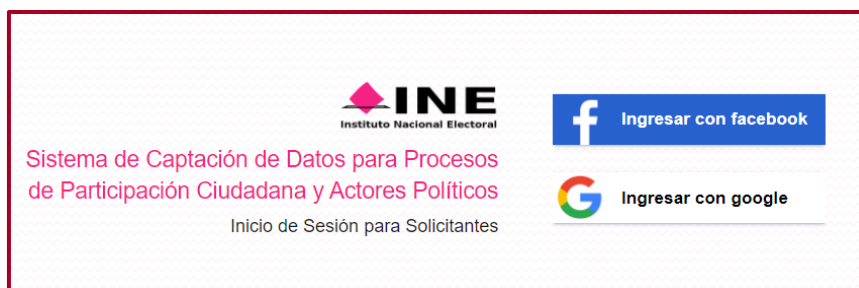 INE
Instituto Nacional Electoral
Sistema de Captación de Datos para Procesos
de Participación Ciudadana y Actores Políticos
Inicio de Sesión para Solicitantes
Ingresar con facebook
Ingresar con google